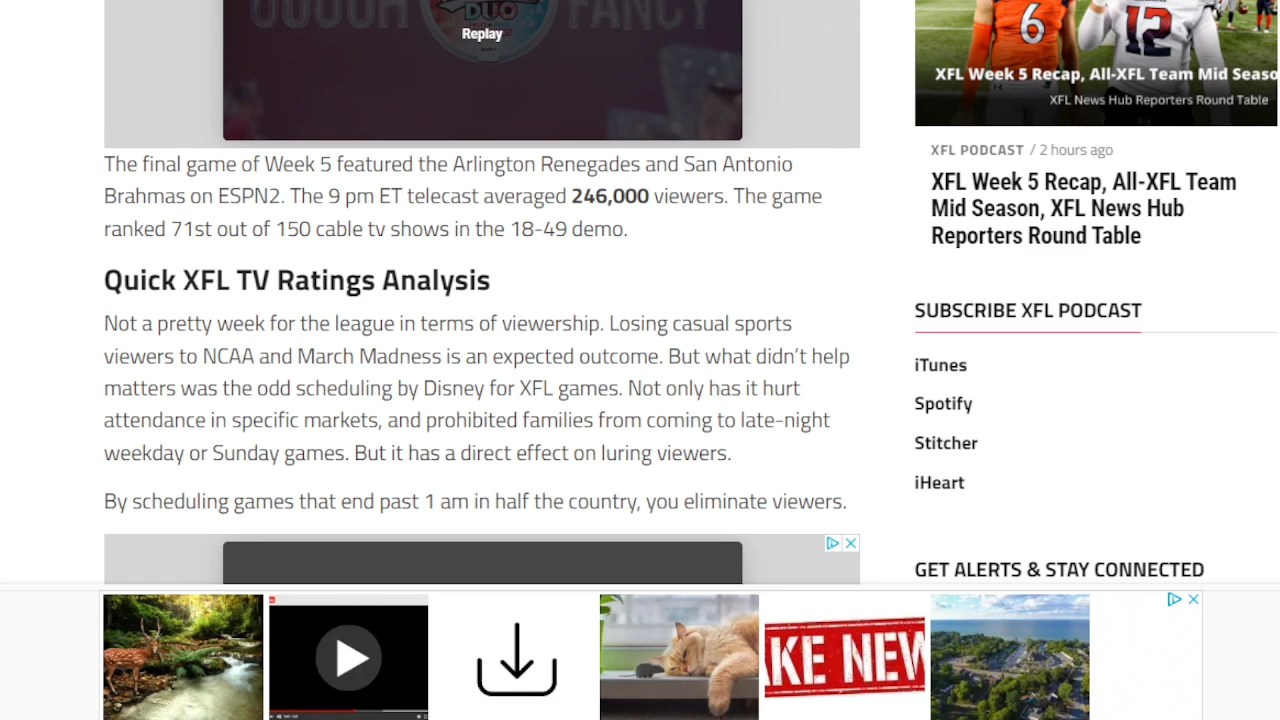 DUO
FANCY
Replay
The final game of Week 5 featured the Arlington Renegades and San Antonio
Brahmas on ESPN2. The 9 pm ET telecast averaged 246,000 viewers. The game
ranked 71st out of 150 cable tv shows in the 18-49 demo.
Quick XFL TV Ratings Analysis
Not a pretty week for the league in terms of viewership. Losing casual sports
viewers to NCAA and March Madness is an expected outcome. But what didn't help
matters was the odd scheduling by Disney for XFL games. Not only has it hurt
attendance in specific markets, and prohibited families from coming to late-night
weekday or Sunday games. But it has a direct effect on luring viewers.
By scheduling games that end past 1 am in half the country, you eliminate viewers.
6
12
XFL Week 5 Recap, All-XFL Team Mid Seaso
XFL News Hub Reporters Round Table
XFL PODCAST / 2 hours ago
XFL Week 5 Recap, All-XFL Team
Mid Season, XFL News Hub
Reporters Round Table
SUBSCRIBE XFL PODCAST
iTunes
Spotify
Stitcher
iHeart
GET ALERTS & STAY CONNECTED
AKE NEW